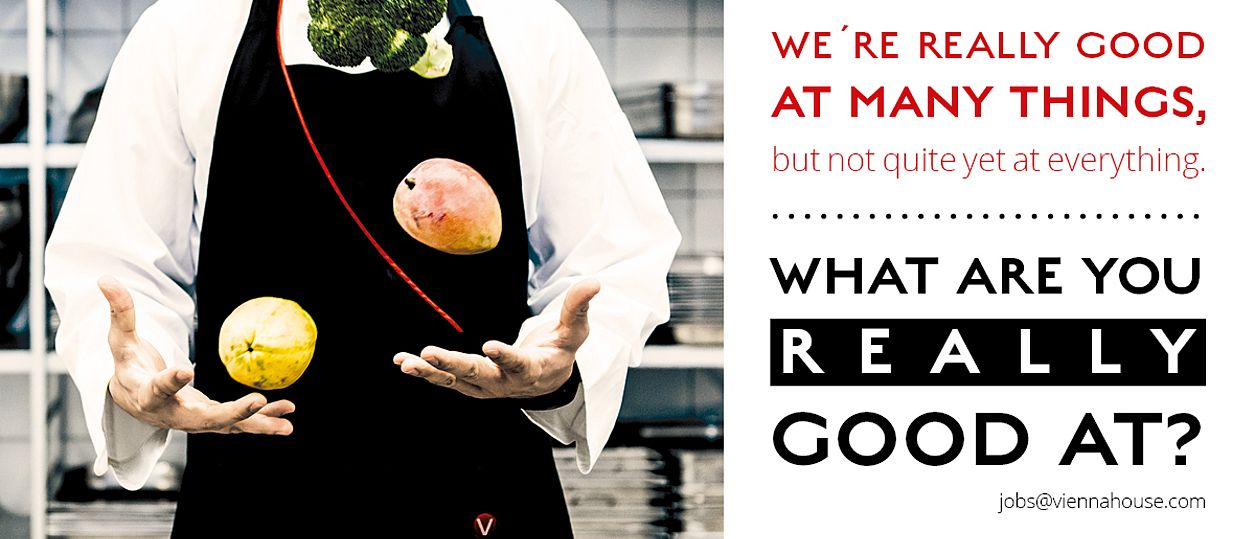 WE´RE REALLY GOOD
AT MANY THINGS,
but not quite yet at everything.
WHAT ARE YOU
REALLY
GOOD AT?
jobs@viennahouse.com
V